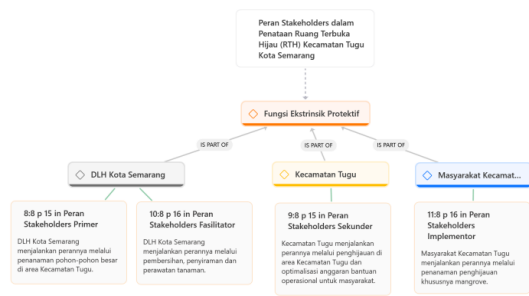 Peran Stakeholders dalam
Penataan Ruang Terbuka
Hijau (RTH) Kecamatan Tugu
Kota Semarang
Fungsi Ekstrinsik Protektif
IS PART OF
IS PART OF
IS PART OF
DLH Kota Semarang
Kecamatan Tugu
Masyarakat Kecamat...
8:8 p 15 in Peran
Stakeholders Primer
DLH Kota Semarang
menjalankan perannya melalui
penanaman pohon-pohon besar
di area Kecamatan Tugu.
10:8 p 16 in Peran
Stakeholders Fasilitator
DLH Kota Semarang
menjalankan perannya melalui
pembersihan, penyiraman dan
perawatan tanaman.
9:8 p 15 in Peran
Stakeholders Sekunder
Kecamatan Tugu menjalankan
perannya melalui penghijauan di
area Kecamatan Tugu dan
optimalisasi anggaran bantuan
operasional untuk masyarakat.
11:8 p 16 in Peran
Stakeholders
Implementor
Masyarakat Kecamatan Tugu
menjalankan perannya melalui
penanaman penghijauan
khususnya mangrove.